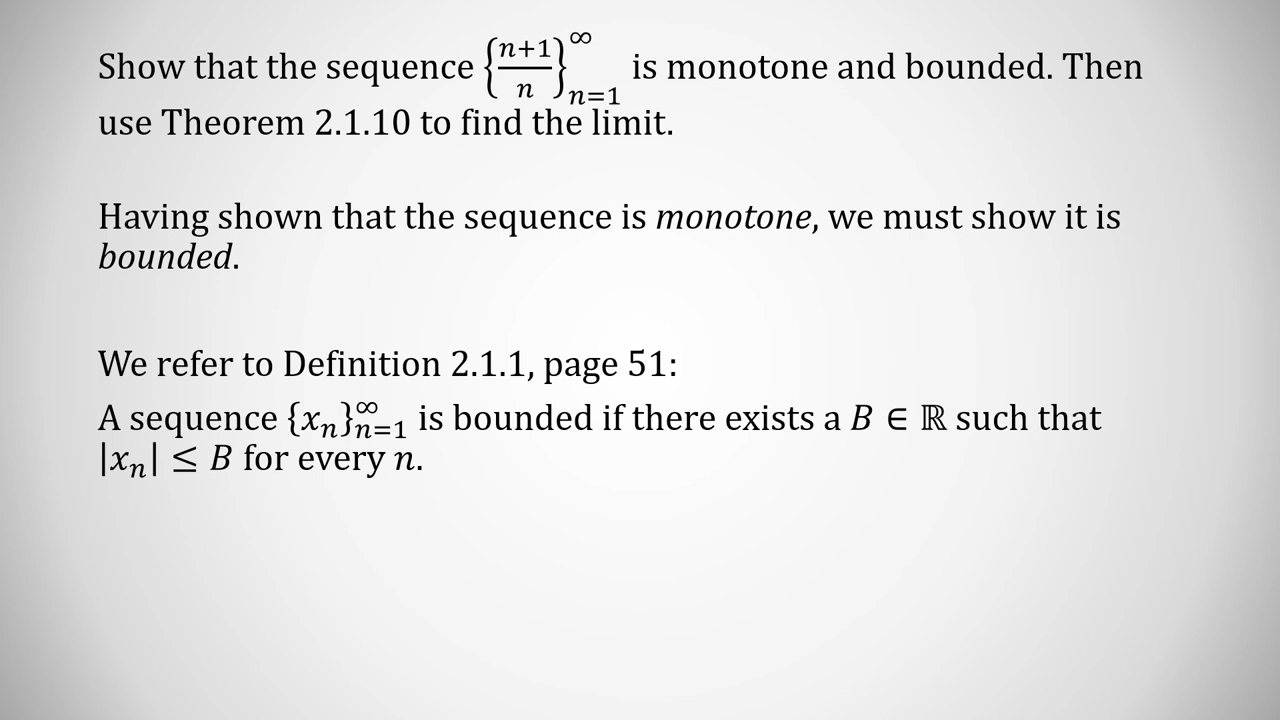 Show that the sequence {n+1/n}∞n=1 is monotone and bounded. Then
use Theorem 2.1.10 to find the limit.
Having shown that the sequence is monotone, we must show it is
bounded.
We refer to Definition 2.1.1, page 51:
A sequence {xₙ}∞n=1 is bounded if there exists a B ∈ ℝ such that
|xₙ| ≤ B for every n.